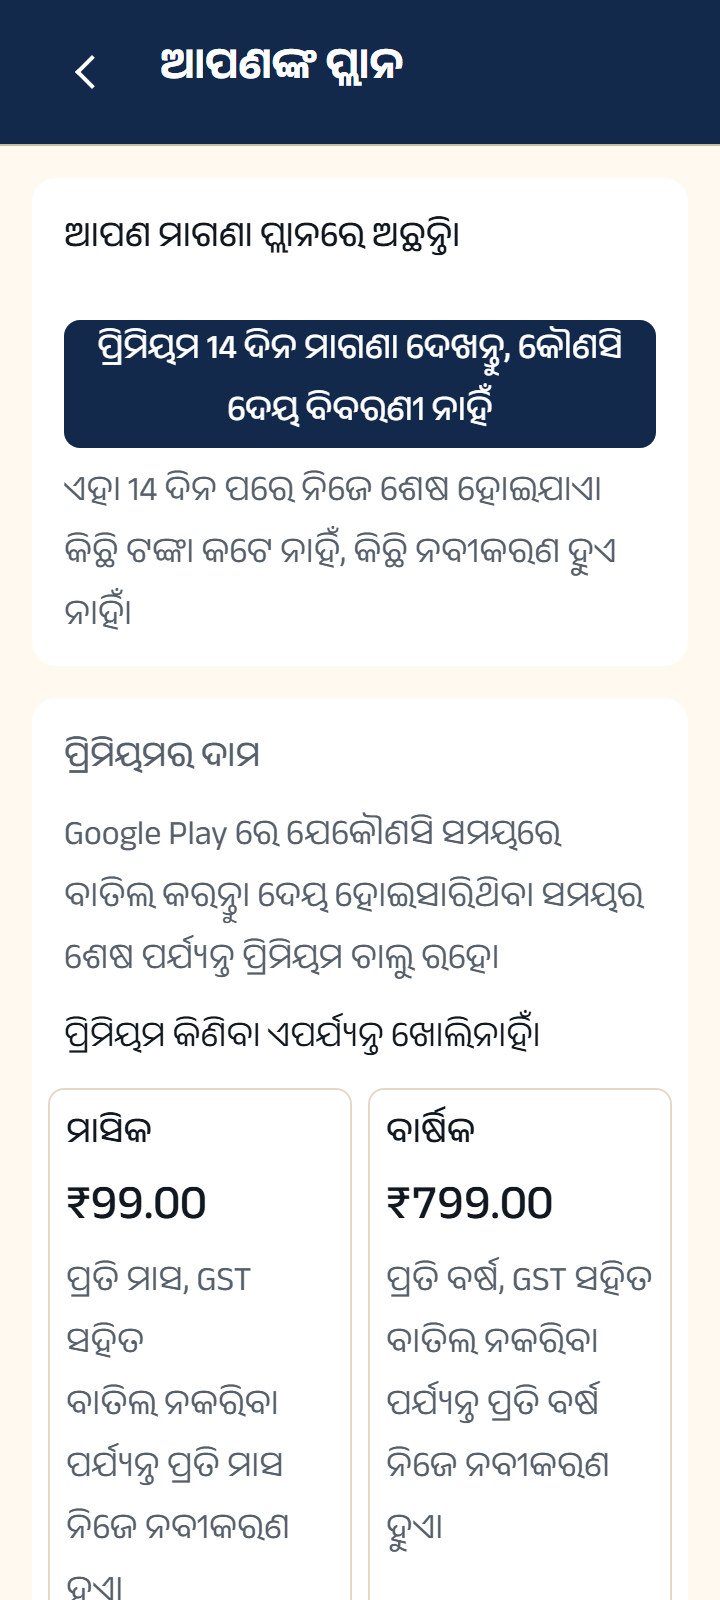 ଆପଣଙ୍କ ପ୍ଲାନ
ଆପଣ ମାଗଣା ପ୍ଲାନରେ ଅଛନ୍ତି।
ପ୍ରିମିୟମ 14 ଦିନ ମାଗଣା ଦେଖନ୍ତୁ, କୌଣସି
ଦେୟ ବିବରଣୀ ନାହିଁ
ଏହା 14 ଦିନ ପରେ ନିଜେ ଶେଷ ହୋଇଯାଏ।
କିଛି ଟଙ୍କା କଟେ ନାହିଁ, କିଛି ନବୀକରଣ ହୁଏ
ନାହିଁ।
ପ୍ରିମିୟମର ଦାମ
Google Play ରେ ଯେକୌଣସି ସମୟରେ
ବାତିଲ କରନ୍ତୁ। ଦେୟ ହୋଇସାରିଥିବା ସମୟର
ଶେଷ ପର୍ଯ୍ୟନ୍ତ ପ୍ରିମିୟମ ଚାଲୁ ରହେ।
ପ୍ରିମିୟମ କିଣିବା ଏପର୍ଯ୍ୟନ୍ତ ଖୋଲିନାହିଁ।
ମାସିକ
₹99.00
ପ୍ରତି ମାସ, GST
ସହିତ
ବାତିଲ ନକରିବା
ପର୍ଯ୍ୟନ୍ତ ପ୍ରତି ମାସ
ନିଜେ ନବୀକରଣ
ହୁଏ।
ବାର୍ଷିକ
₹799.00
ପ୍ରତି ବର୍ଷ, GST ସହିତ
ବାତିଲ ନକରିବା
ପର୍ଯ୍ୟନ୍ତ ପ୍ରତି ବର୍ଷ
ନିଜେ ନବୀକରଣ
ହୁଏ।